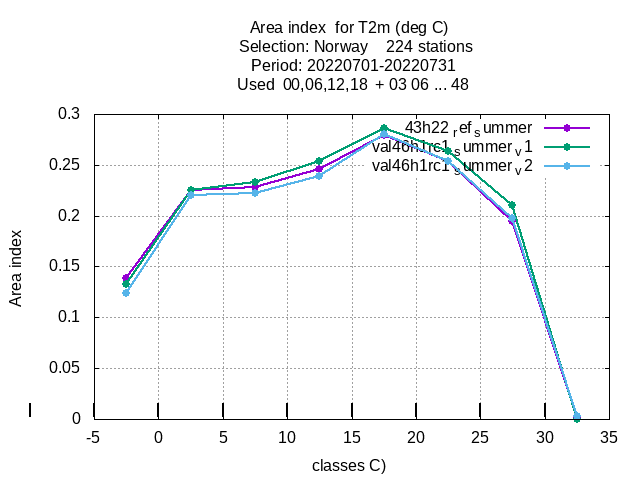 Area index  for T2m (deg C)
Selection: Norway    224 stations
Period: 20220701-20220731
Used  00,06,12,18  + 03 06 ... 48
43h22 ref summer
val46h1rc1 summer v1
val46h1rc1 summer v2
0.3
0.25
0.2
0.15
0.1
0.05
0
Area index
-5 0 5 10 15 20 25 30 35
classes C)